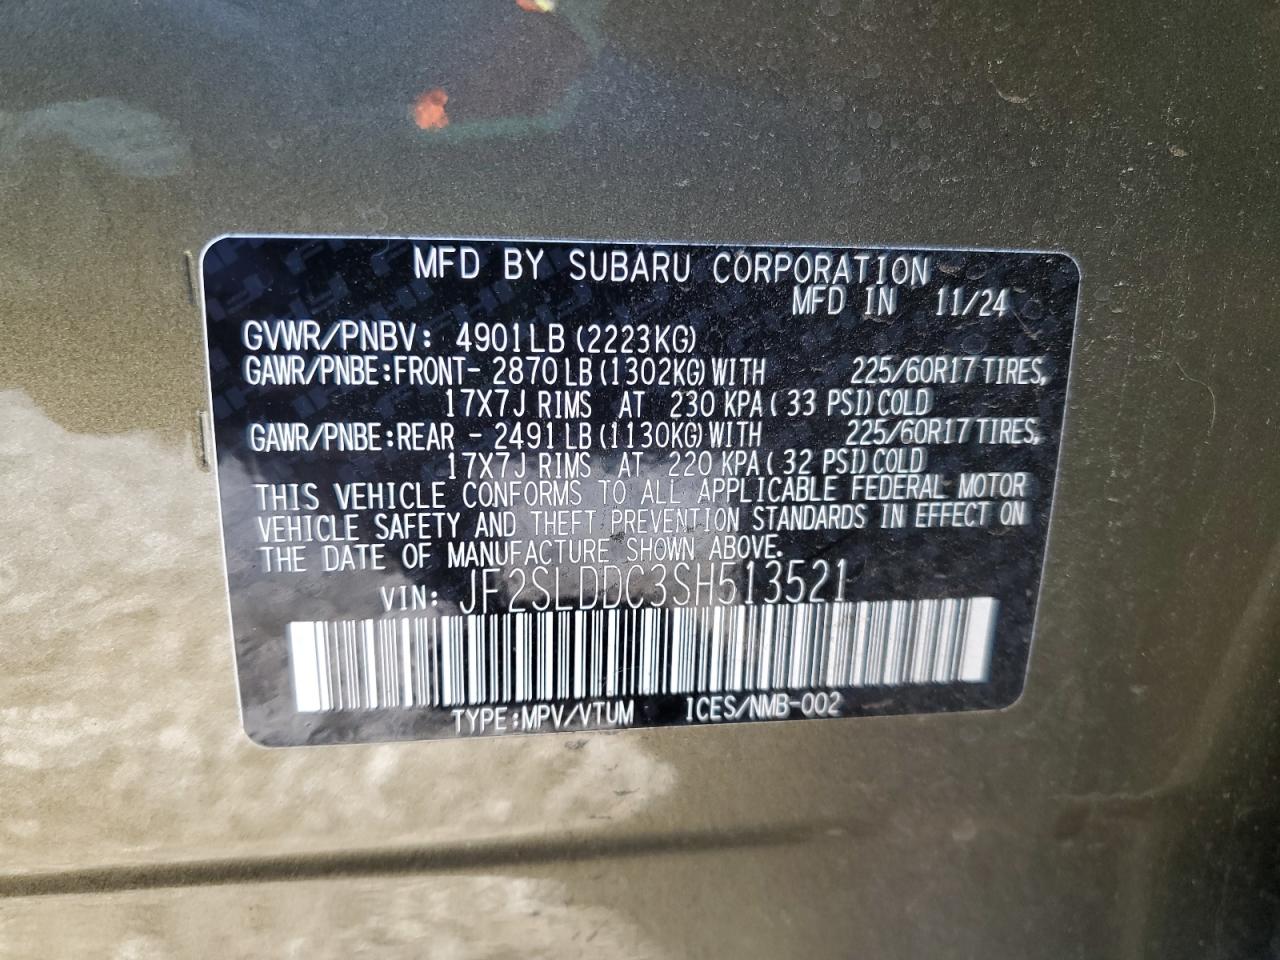 MFD BY SUBARU CORPORATION
MFD IN 11/24
GVWR/PNBV: 4901LB (2223KG)
GAWR/PNBE:FRONT- 2870LB(1302KG)WITH 225/60R17 TIRES,
17X7J RIMS AT 230 KPA( 33 PSI)COLD
GAWR/PNBE:REAR - 2491LB(1130KG)WITH 225/60R17 TIRES,
17X7J RIMS AT 220 KPA( 32 PSI)COLD
THIS VEHICLE CONFORMS TO ALL APPLICABLE FEDERAL MOTOR
VEHICLE SAFETY AND THEFT PREVENTION STANDARDS IN EFFECT ON
THE DATE OF MANUFACTURE SHOWN ABOVE.
VIN: JF2SLDDC3SH513521
TYPE:MPV/VTUM ICES/NMB-002